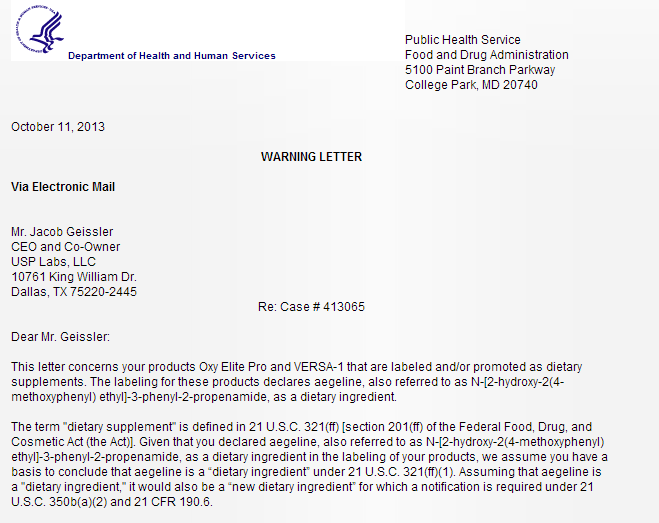 Department of Health and Human Services
Public Health Service
Food and Drug Administration
5100 Paint Branch Parkway
College Park, MD 20740
October 11, 2013
WARNING LETTER
Via Electronic Mail
Mr. Jacob Geissler
CEO and Co-Owner
USP Labs, LLC
10761 King William Dr.
Dallas, TX 75220-2445
Re: Case # 413065
Dear Mr. Geissler:
This letter concerns your products Oxy Elite Pro and VERSA-1 that are labeled and/or promoted as dietary
supplements. The labeling for these products declares aegeline, also referred to as N-[2-hydroxy-2(4-
methoxyphenyl) ethyl]-3-phenyl-2-propenamide, as a dietary ingredient.
The term "dietary supplement" is defined in 21 U.S.C. 321(ff) [section 201(ff) of the Federal Food, Drug, and
Cosmetic Act (the Act)]. Given that you declared aegeline, also referred to as N-[2-hydroxy-2(4-methoxyphenyl)
ethyl]-3-phenyl-2-propenamide, as a dietary ingredient in the labeling of your products, we assume you have a
basis to conclude that aegeline is a “dietary ingredient” under 21 U.S.C. 321(ff)(1). Assuming that aegeline is
a "dietary ingredient," it would also be a “new dietary ingredient” for which a notification is required under 21
U.S.C. 350b(a)(2) and 21 CFR 190.6.